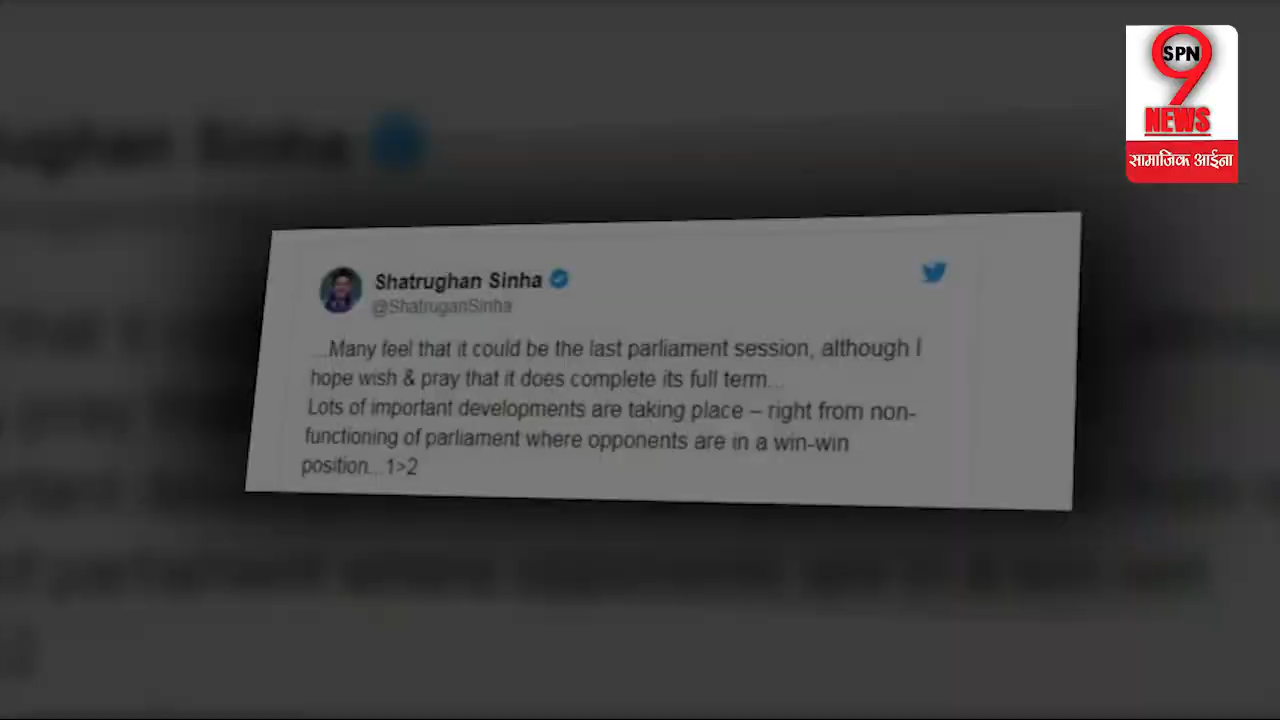 SPN
9
NEWS
सामाजिक आईना
Shatrughan Sinha
@ShatruganSinha
...Many feel that it could be the last parliament session, although I
hope wish & pray that it does complete its full term...
Lots of important developments are taking place – right from non-
functioning of parliament where opponents are in a win-win
position...1>2